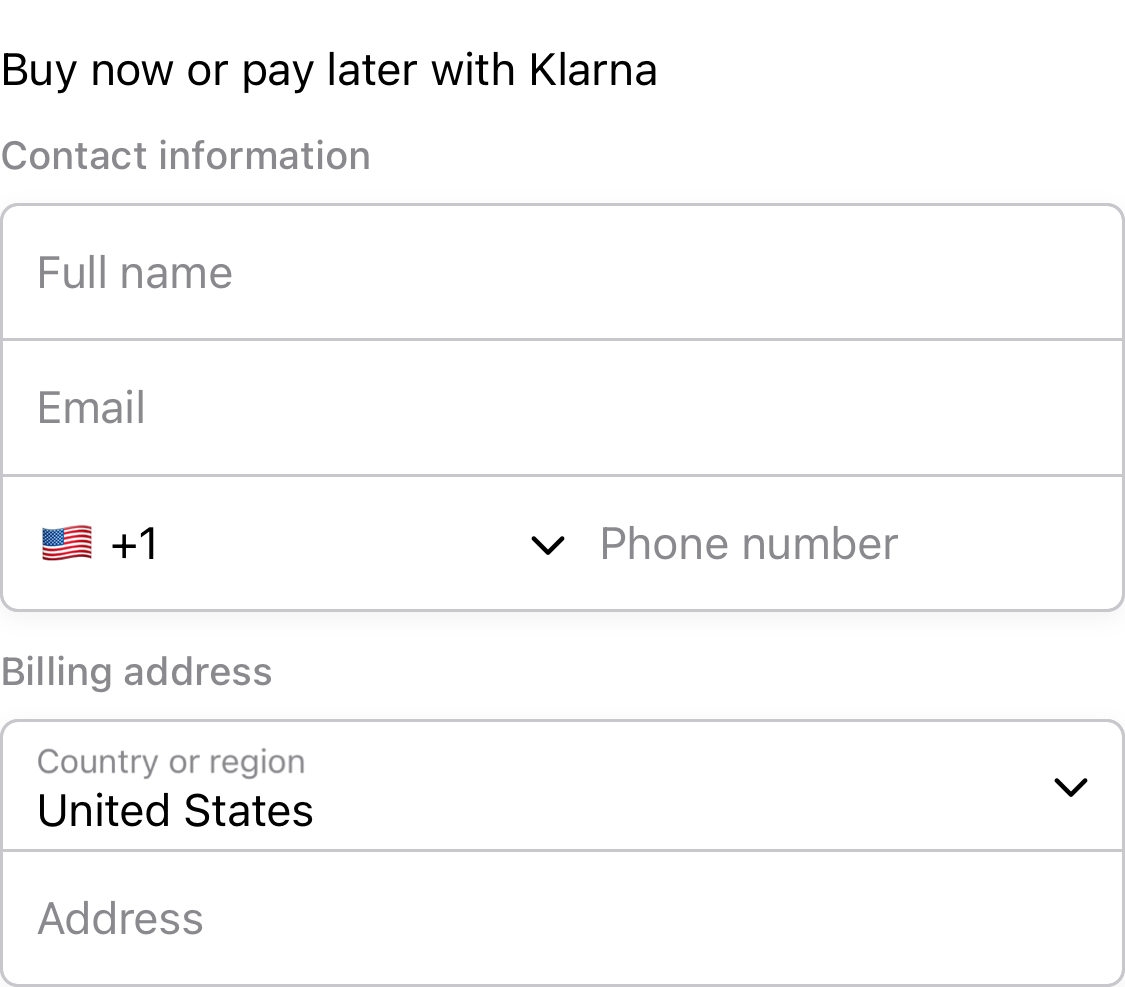 Buy now or pay later with Klarna
Contact information
Full name
Email
🇺🇸 +1 Phone number
Billing address
Country or region
United States
Address